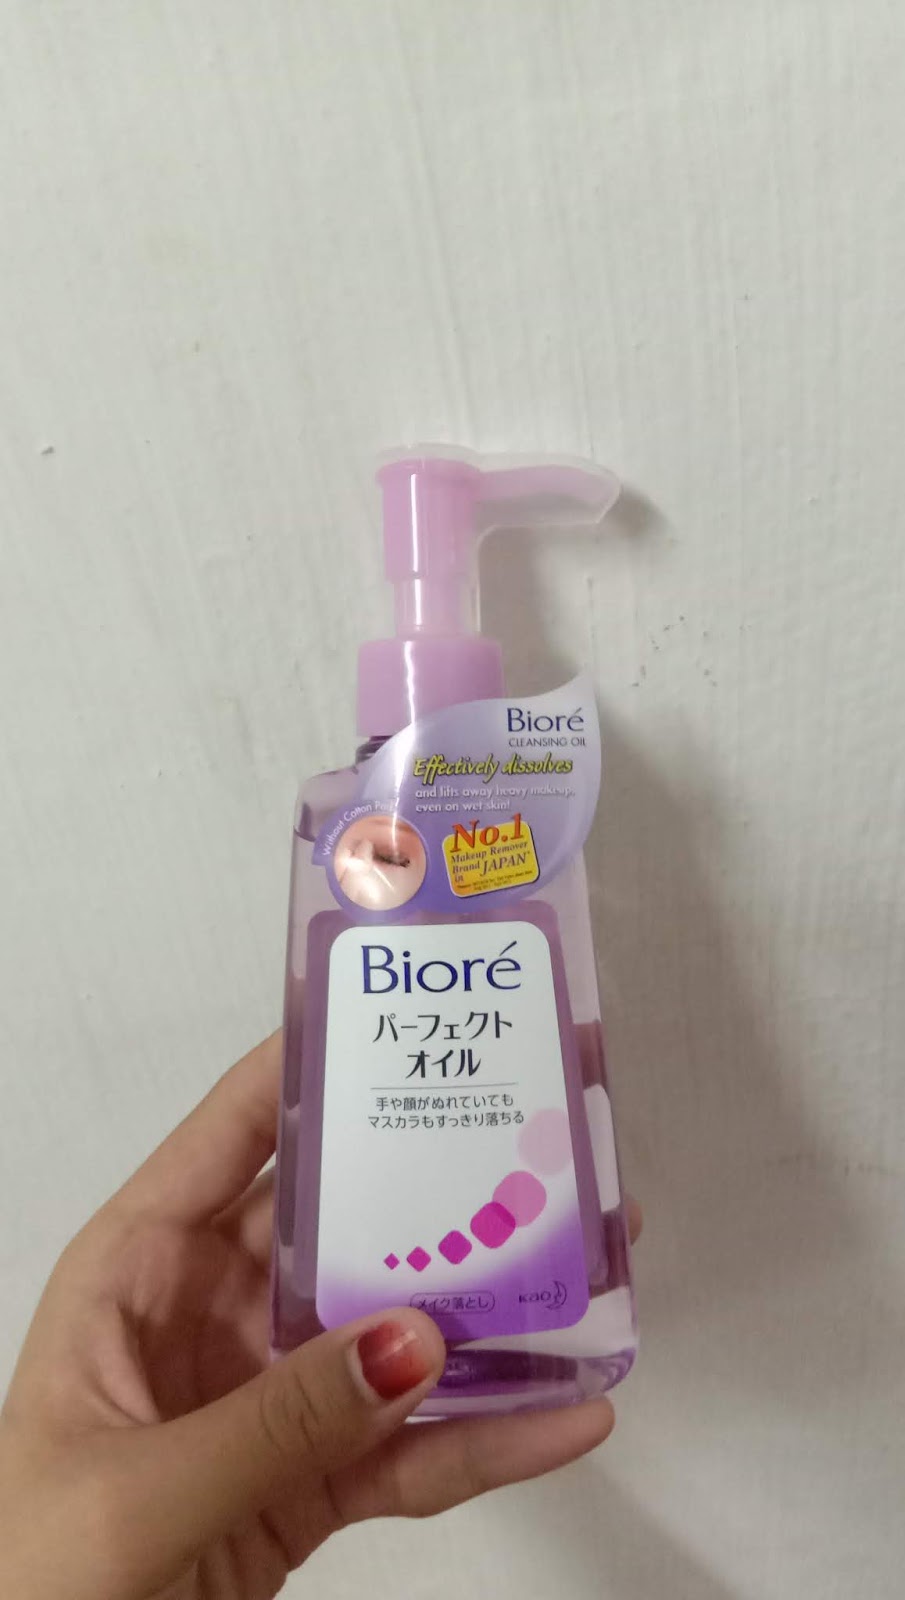 Bioré
CLEANSING OIL
Effectively dissolves
and lifts away heavy makeup,
even on wet skin!
Without Cotton
No.1
Makeup Remover
Brand
in JAPAN*
Bioré
パーフェクト
オイル
手や顔がぬれていても
マスカラもすっきり落ちる
メイク落とし
Kao